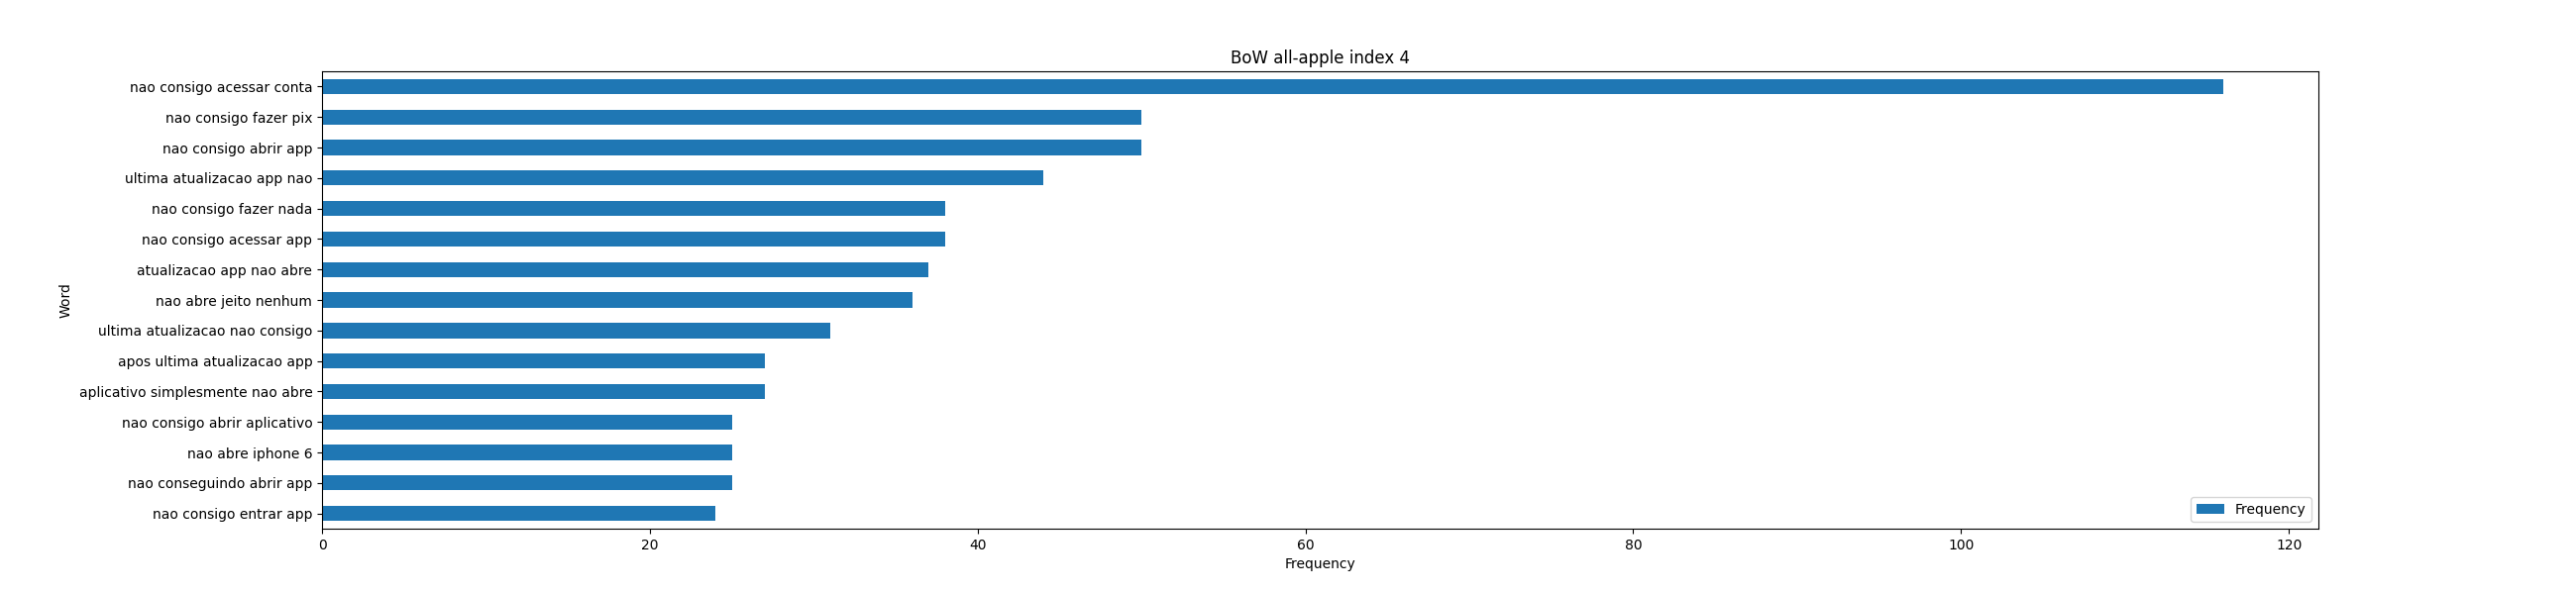 BoW all-apple index 4
nao consigo acessar conta
nao consigo fazer pix
nao consigo abrir app
ultima atualizacao app nao
nao consigo fazer nada
nao consigo acessar app
atualizacao app nao abre
nao abre jeito nenhum
ultima atualizacao nao consigo
apos ultima atualizacao app
aplicativo simplesmente nao abre
nao consigo abrir aplicativo
nao abre iphone 6
nao conseguindo abrir app
nao consigo entrar app
Word
Frequency
0 20 40 60 80 100 120
Frequency